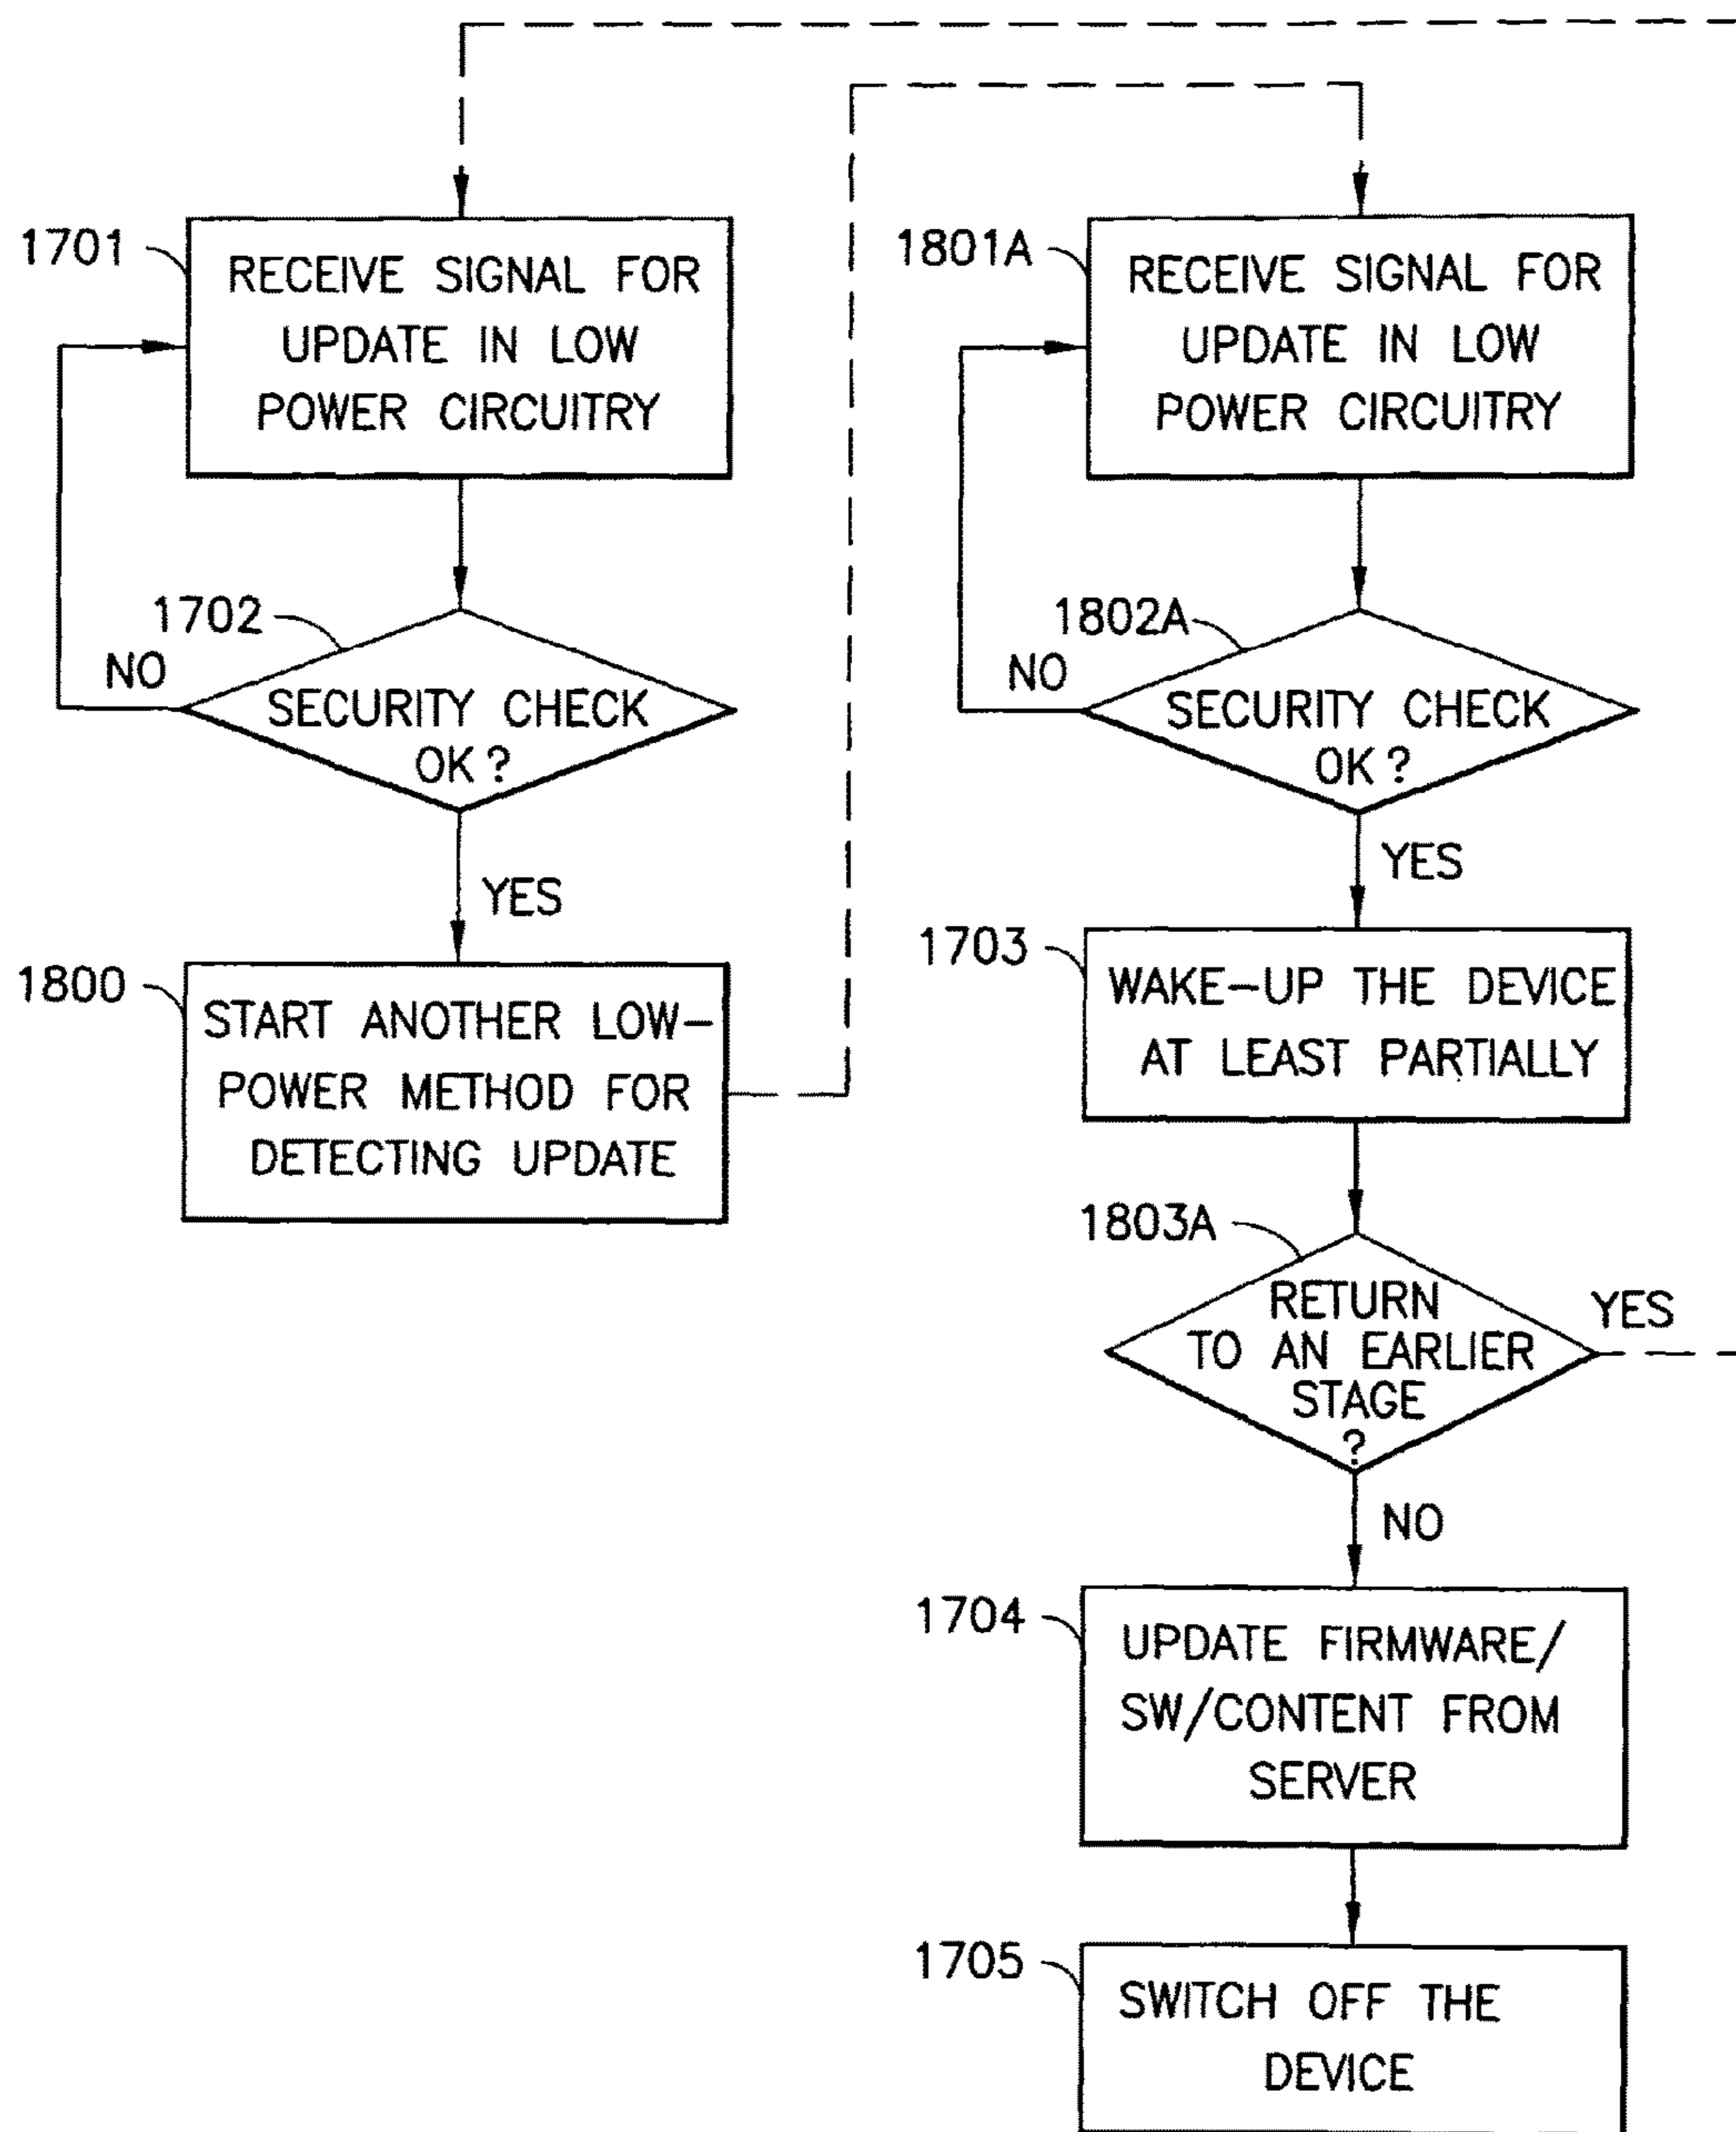 1701
RECEIVE SIGNAL FOR
UPDATE IN LOW
POWER CIRCUITRY
1702
NO
SECURITY CHECK
OK?
YES
1800
START ANOTHER LOW-
POWER METHOD FOR
DETECTING UPDATE
1801A
RECEIVE SIGNAL FOR
UPDATE IN LOW
POWER CIRCUITRY
1802A
NO
SECURITY CHECK
OK?
YES
1703
WAKE-UP THE DEVICE
AT LEAST PARTIALLY
1803A
RETURN
TO AN EARLIER
STAGE
?
YES
NO
1704
UPDATE FIRMWARE/
SW/CONTENT FROM
SERVER
1705
SWITCH OFF THE
DEVICE